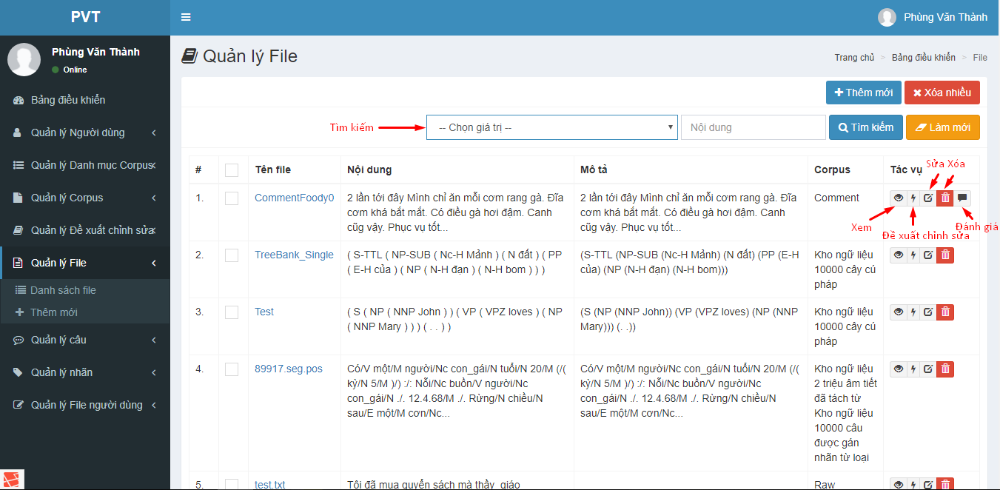 PVT
Phùng Văn Thành
Phùng Văn Thành
Online
Bảng điều khiển
Quản lý Người dùng
Quản lý Danh mục Corpus
Quản lý Corpus
Quản lý Đề xuất chỉnh sửa
Quản lý File
Danh sách file
Thêm mới
Quản lý câu
Quản lý nhãn
Quản lý File người dùng
Quản lý File
Trang chủ > Bảng điều khiển > File
Thêm mới Xóa nhiều
Tìm kiếm -- Chọn giá trị -- Nội dung Tìm kiếm Làm mới
# Tên file Nội dung Mô tả Corpus Tác vụ
Sửa Xóa
1. CommentFoody0
2 lần tới đây Mình chỉ ăn mỗi cơm rang gà. Đĩa
cơm khá bắt mắt. Có điều gà hơi đậm. Canh
cũg vậy. Phục vụ tốt...
2 lần tới đây Mình chỉ ăn mỗi cơm rang gà. Đĩa
cơm khá bắt mắt. Có điều gà hơi đậm. Canh
cũg vậy. Phục vụ tốt...
Comment
Xem
Đề xuất chỉnh sửa
Đánh giá
2. TreeBank_Single
( S-TTL ( NP-SUB ( Nc-H Mảnh ) ( N đất ) ( PP
( E-H của ) ( NP ( N-H đạn ) ( N-H bom ) ) )
(S-TTL (NP-SUB (Nc-H Mảnh) (N đất) (PP (E-H
của) (NP (N-H đạn) (N-H bom)))
Kho ngữ liệu
10000 cây cú
pháp
3. Test
( S ( NP ( NNP John ) ) ( VP ( VPZ loves ) ( NP
( NNP Mary ) ) ) ( . . ) )
(S (NP (NNP John)) (VP (VPZ loves) (NP (NNP
Mary))) (. .))
Kho ngữ liệu
10000 cây cú
pháp
4. 89917.seg.pos
Có/V một/M người/Nc con_gái/N tuổi/N 20/M (/(
kỷ/N 5/M )/) :/: Nỗi/Nc buồn/V người/Nc
con_gái/N ./. 12.4.68/M ./. Rừng/N chiều/N
sau/E một/M cơn/Nc...
Có/V một/M người/Nc con_gái/N tuổi/N 20/M (/(
kỷ/N 5/M )/) :/: Nỗi/Nc buồn/V người/Nc
con_gái/N ./. 12.4.68/M ./. Rừng/N chiều/N
sau/E một/M cơn/Nc...
Kho ngữ liệu
2 triệu âm tiết
đã tách từ
Kho ngữ liệu
10000 câu
được gán
nhãn từ loại
5. test.txt
Tôi đã mua quyển sách mà thầy_giáo
Raw